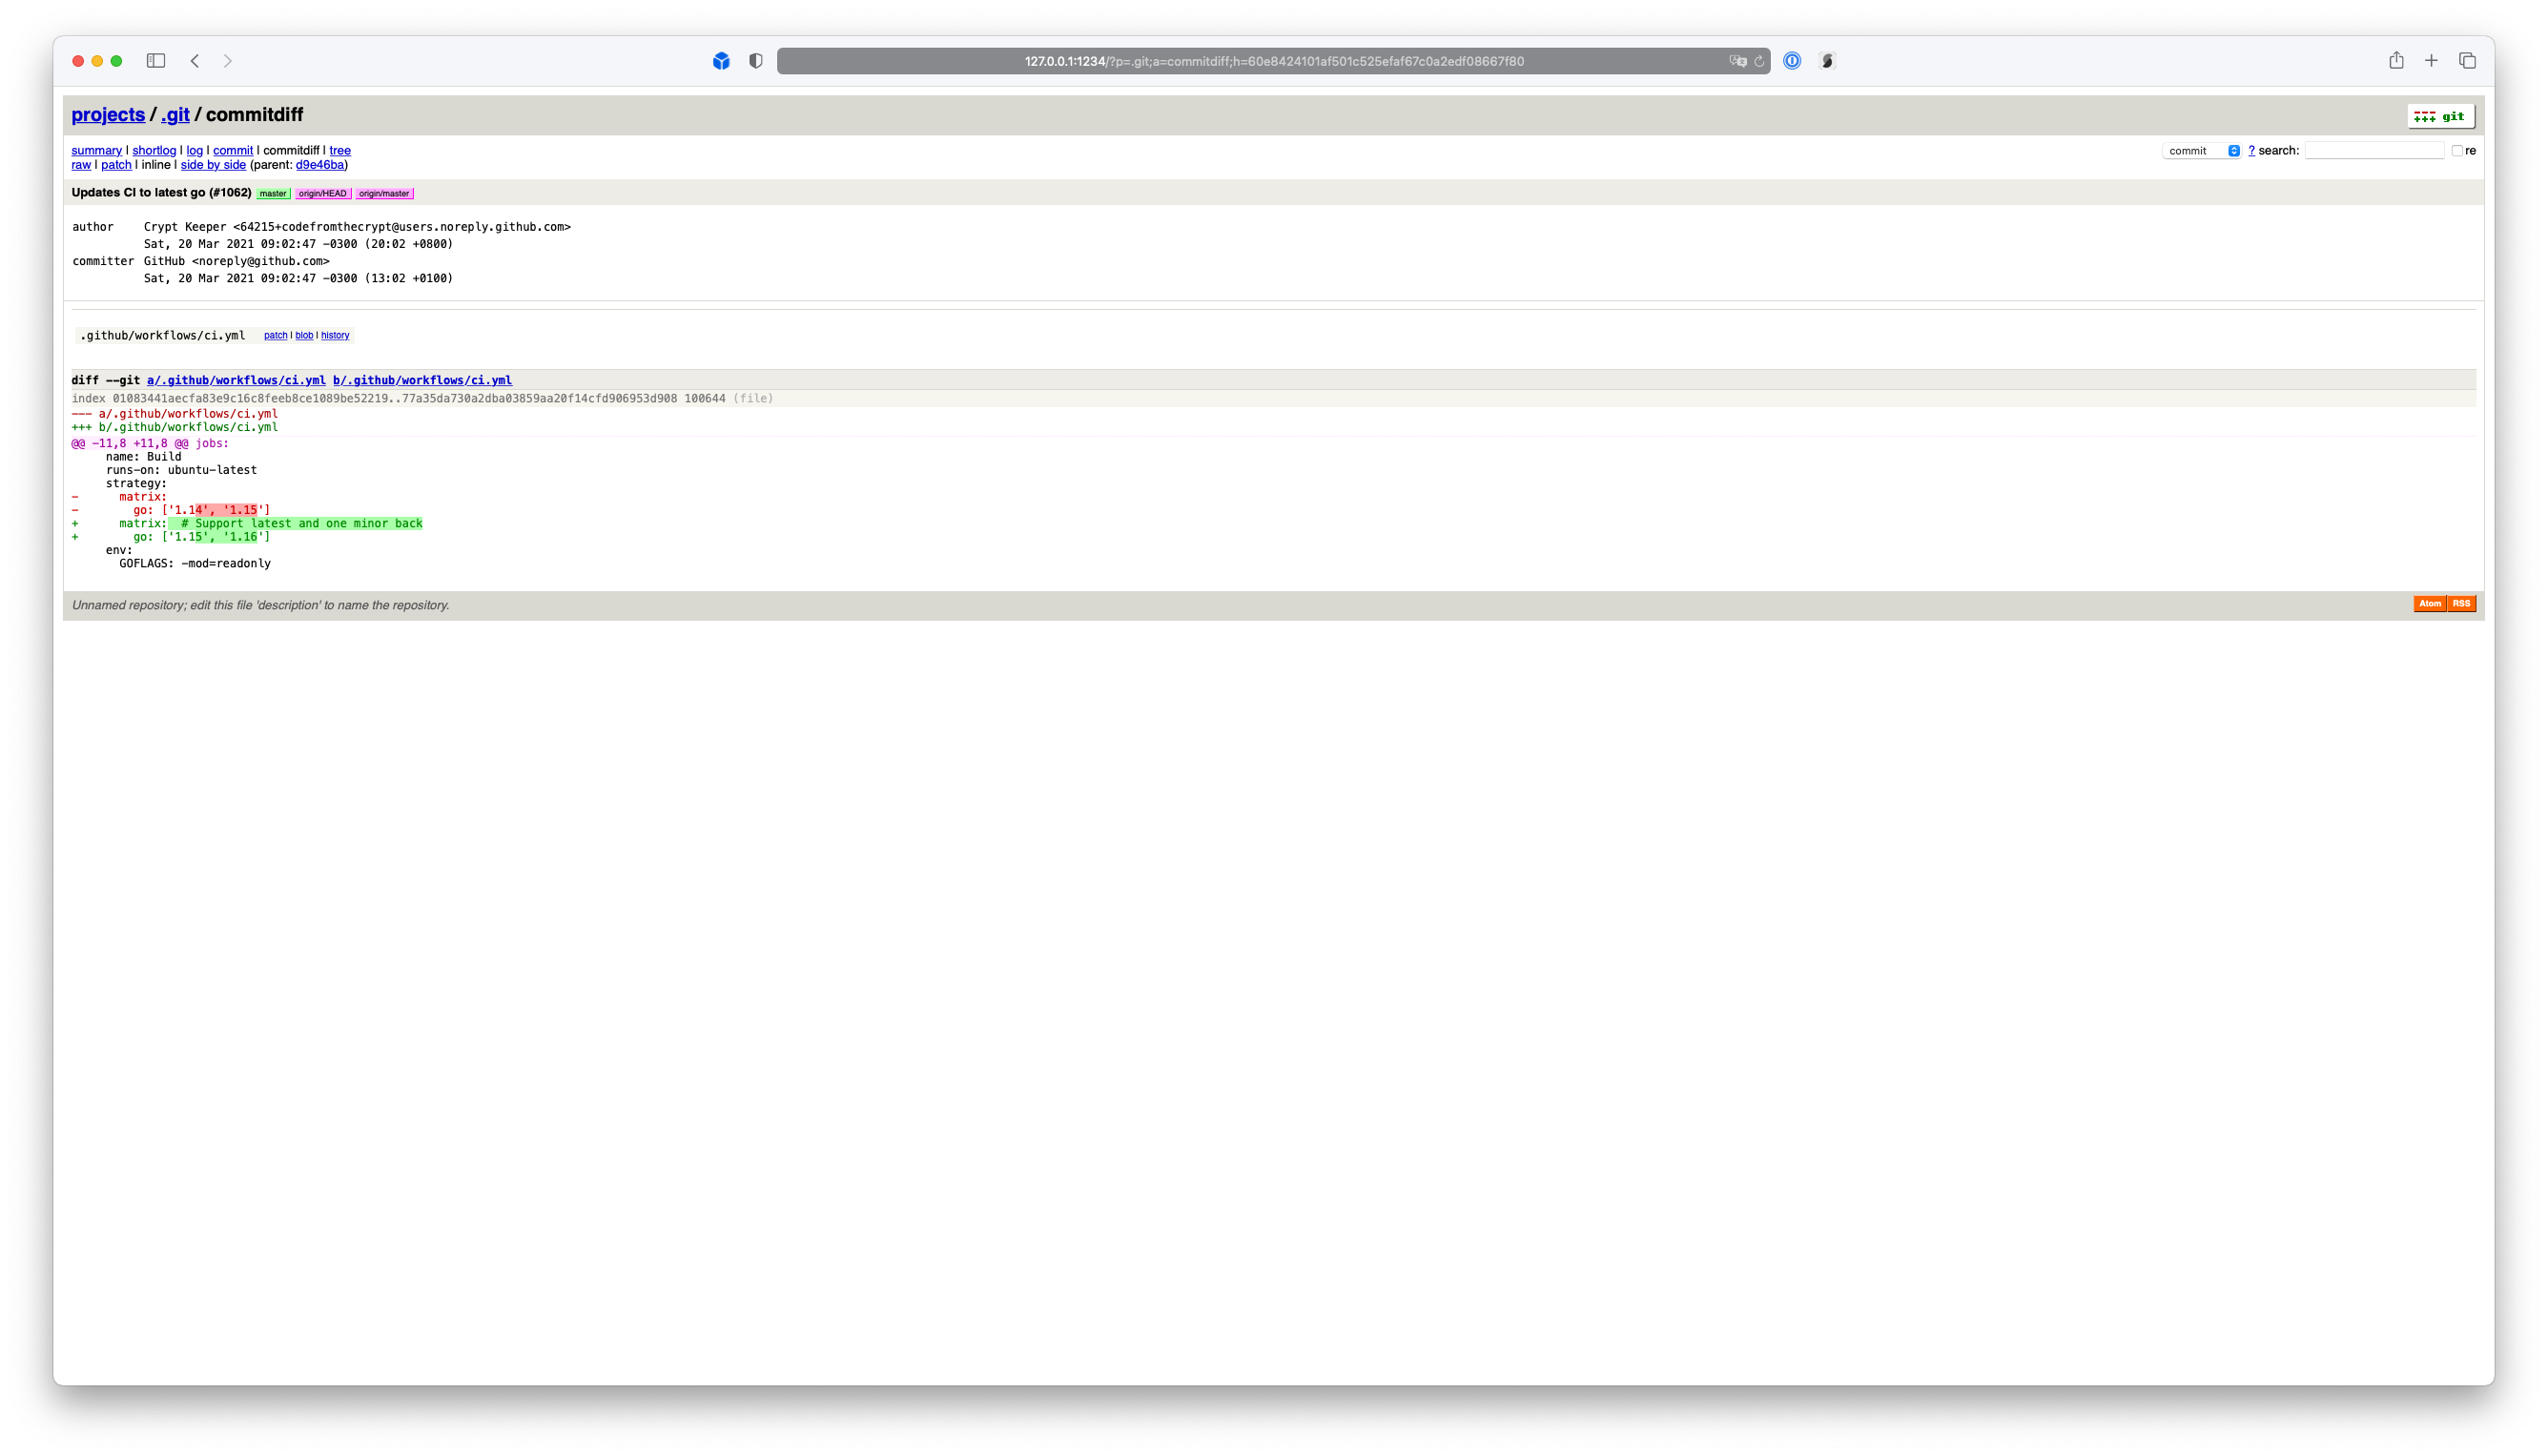 127.0.0.1:1234/?p=.git;a=commitdiff;h=60e8424101af501c525efaf67c0a2edf08667f80
projects / .git / commitdiff
git
summary | shortlog | log | commit | commitdiff | tree
raw | patch | inline | side by side (parent: d9e46ba)
commit ? search: re
Updates CI to latest go (#1062) master origin/HEAD origin/master
author Crypt Keeper <64215+codefromthecrypt@users.noreply.github.com>
Sat, 20 Mar 2021 09:02:47 -0300 (20:02 +0800)
committer GitHub <noreply@github.com>
Sat, 20 Mar 2021 09:02:47 -0300 (13:02 +0100)
.github/workflows/ci.yml patch | blob | history
diff --git a/.github/workflows/ci.yml b/.github/workflows/ci.yml
index 01083441aecfa83e9c16c8feeb8ce1089be52219..77a35da730a2dba03859aa20f14cfd906953d908 100644 (file)
--- a/.github/workflows/ci.yml
+++ b/.github/workflows/ci.yml
@@ -11,8 +11,8 @@ jobs:
name: Build
runs-on: ubuntu-latest
strategy:
- matrix:
- go: ['1.14', '1.15']
+ matrix: # Support latest and one minor back
+ go: ['1.15', '1.16']
env:
GOFLAGS: -mod=readonly
Unnamed repository; edit this file 'description' to name the repository.
Atom RSS